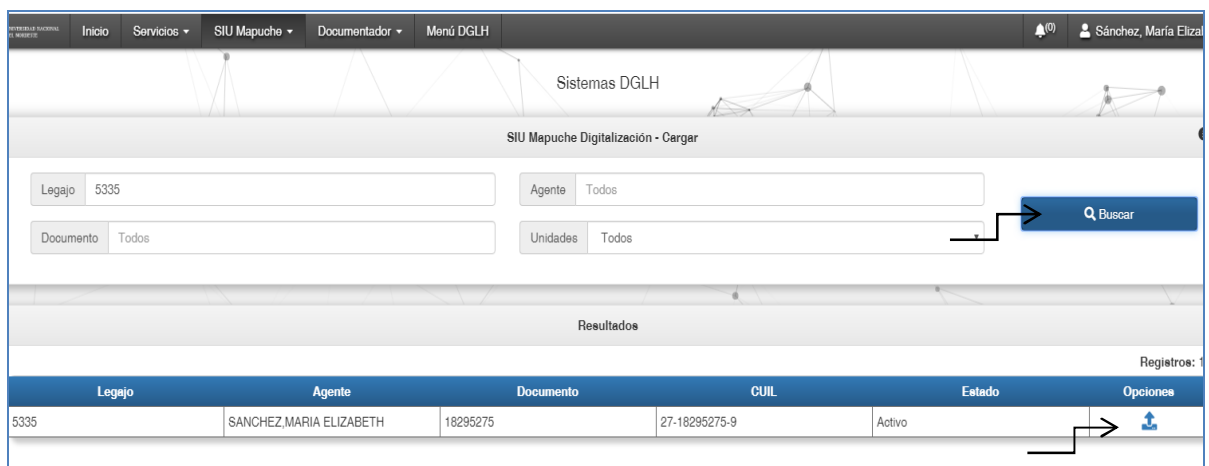 Inicio Servicios SIU Mapuche Documentador Menú DGLH (0) Sánchez, María Elizal
Sistemas DGLH
SIU Mapuche Digitalización - Cargar
Legajo 5335 Agente Todos
Buscar
Documento Todos Unidades Todos
Resultados
Registros: 1
Legajo Agente Documento CUIL Estado Opciones
5335 SANCHEZ,MARIA ELIZABETH 18295275 27-18295275-9 Activo